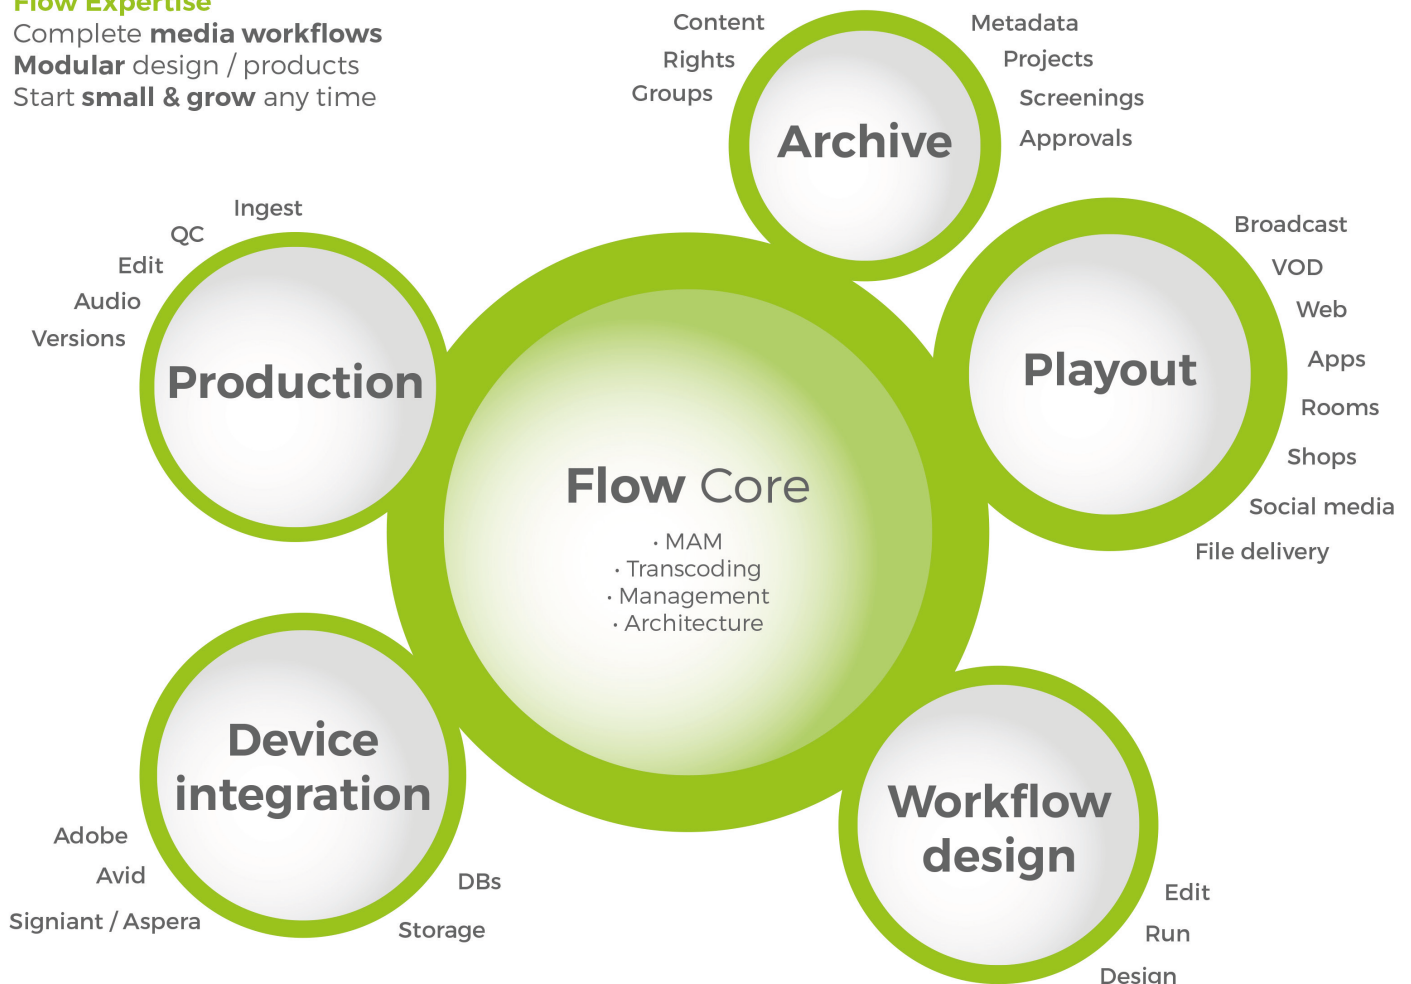 Flow Expertise
Complete media workflows
Modular design / products
Start small & grow any time
Content
Rights
Groups
Metadata
Projects
Screenings
Approvals
Archive
Ingest
QC
Edit
Audio
Versions
Production
Broadcast
VOD
Web
Apps
Rooms
Shops
Social media
File delivery
Playout
Flow Core
· MAM
· Transcoding
· Management
· Architecture
Device
integration
Adobe
Avid
Signiant / Aspera
DBs
Storage
Workflow
design
Edit
Run
Design